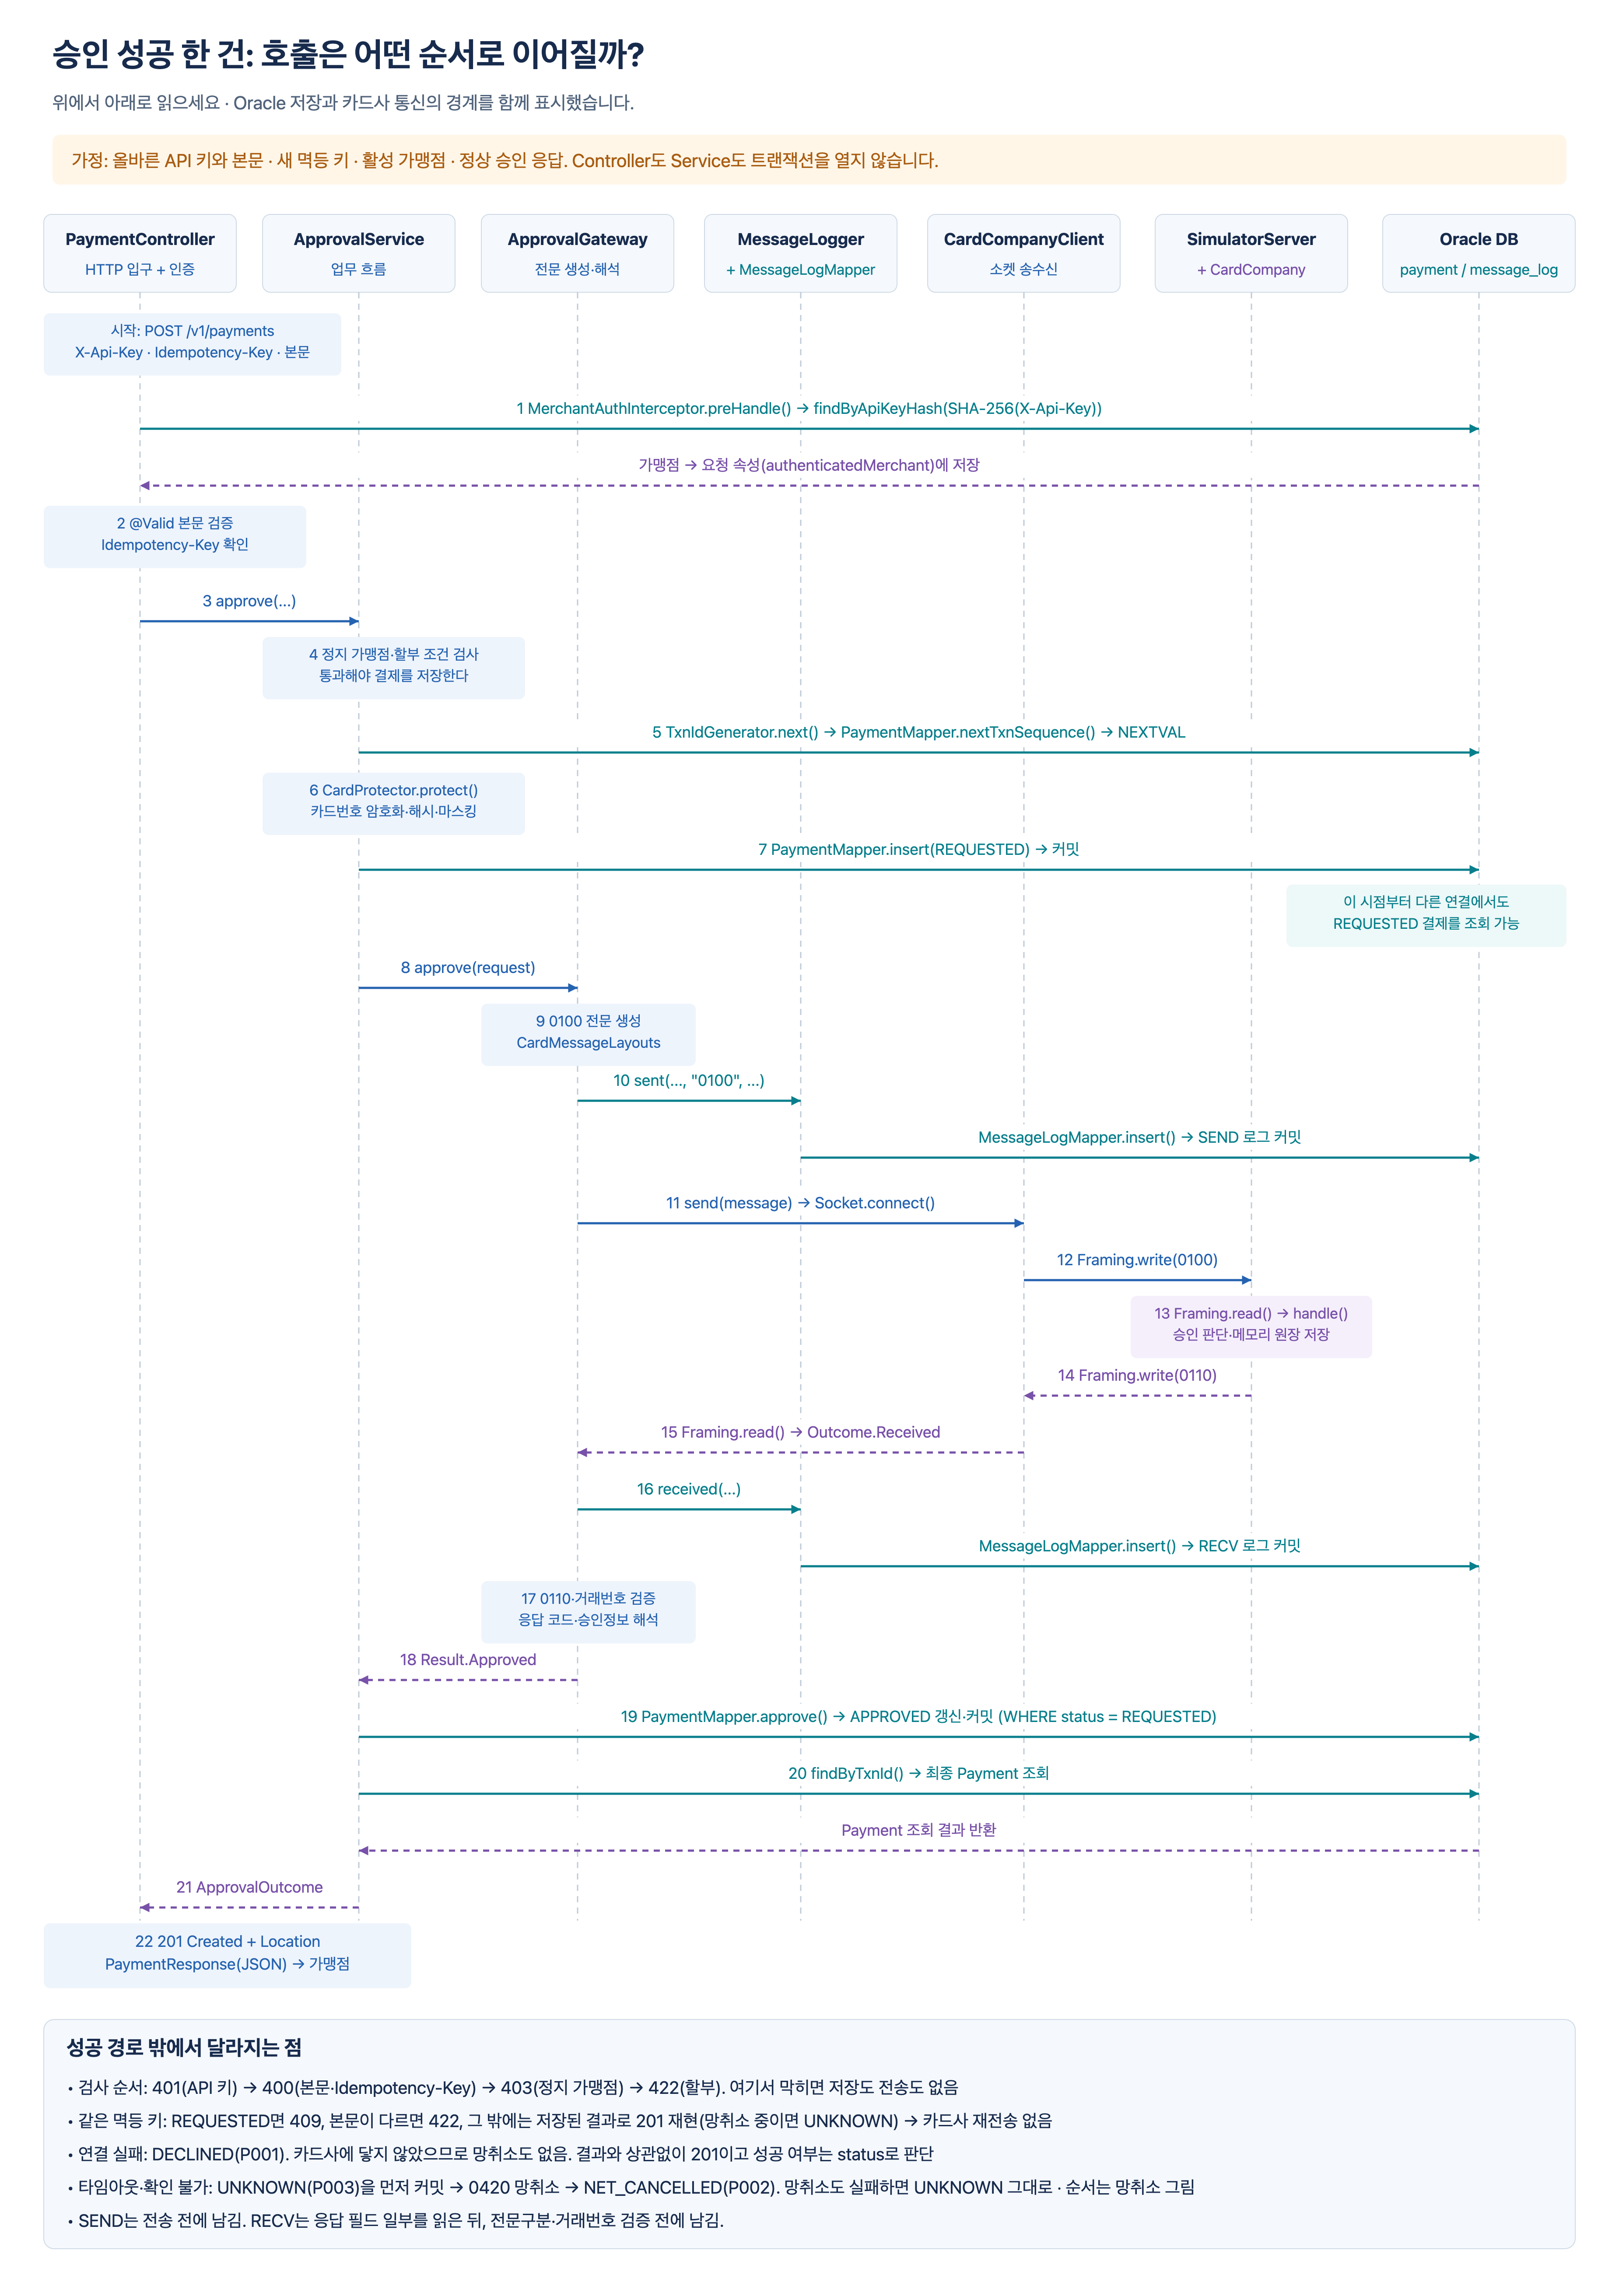 승인 성공 한 건: 호출은 어떤 순서로 이어질까?
위에서 아래로 읽으세요 · Oracle 저장과 카드사 통신의 경계를 함께 표시했습니다.
가정: 올바른 API 키와 본문 · 새 멱등 키 · 활성 가맹점 · 정상 승인 응답. Controller도 Service도 트랜잭션을 열지 않습니다.
PaymentController
HTTP 입구 + 인증
ApprovalService
업무 흐름
ApprovalGateway
전문 생성·해석
MessageLogger
+ MessageLogMapper
CardCompanyClient
소켓 송수신
SimulatorServer
+ CardCompany
Oracle DB
payment / message_log
시작: POST /v1/payments
X-Api-Key · Idempotency-Key · 본문
1 MerchantAuthInterceptor.preHandle() → findByApiKeyHash(SHA-256(X-Api-Key))
가맹점 → 요청 속성(authenticatedMerchant)에 저장
2 @Valid 본문 검증
Idempotency-Key 확인
3 approve(...)
4 정지 가맹점·할부 조건 검사
통과해야 결제를 저장한다
5 TxnIdGenerator.next() → PaymentMapper.nextTxnSequence() → NEXTVAL
6 CardProtector.protect()
카드번호 암호화·해시·마스킹
7 PaymentMapper.insert(REQUESTED) → 커밋
이 시점부터 다른 연결에서도
REQUESTED 결제를 조회 가능
8 approve(request)
9 0100 전문 생성
CardMessageLayouts
10 sent(..., "0100", ...)
MessageLogMapper.insert() → SEND 로그 커밋
11 send(message) → Socket.connect()
12 Framing.write(0100)
13 Framing.read() → handle()
승인 판단·메모리 원장 저장
14 Framing.write(0110)
15 Framing.read() → Outcome.Received
16 received(...)
MessageLogMapper.insert() → RECV 로그 커밋
17 0110·거래번호 검증
응답 코드·승인정보 해석
18 Result.Approved
19 PaymentMapper.approve() → APPROVED 갱신·커밋 (WHERE status = REQUESTED)
20 findByTxnId() → 최종 Payment 조회
Payment 조회 결과 반환
21 ApprovalOutcome
22 201 Created + Location
PaymentResponse(JSON) → 가맹점
성공 경로 밖에서 달라지는 점
• 검사 순서: 401(API 키) → 400(본문·Idempotency-Key) → 403(정지 가맹점) → 422(할부). 여기서 막히면 저장도 전송도 없음
• 같은 멱등 키: REQUESTED면 409, 본문이 다르면 422, 그 밖에는 저장된 결과로 201 재현(망취소 중이면 UNKNOWN) → 카드사 재전송 없음
• 연결 실패: DECLINED(P001). 카드사에 닿지 않았으므로 망취소도 없음. 결과와 상관없이 201이고 성공 여부는 status로 판단
• 타임아웃·확인 불가: UNKNOWN(P003)을 먼저 커밋 → 0420 망취소 → NET_CANCELLED(P002). 망취소도 실패하면 UNKNOWN 그대로 · 순서는 망취소 그림
• SEND는 전송 전에 남김. RECV는 응답 필드 일부를 읽은 뒤, 전문구분·거래번호 검증 전에 남김.